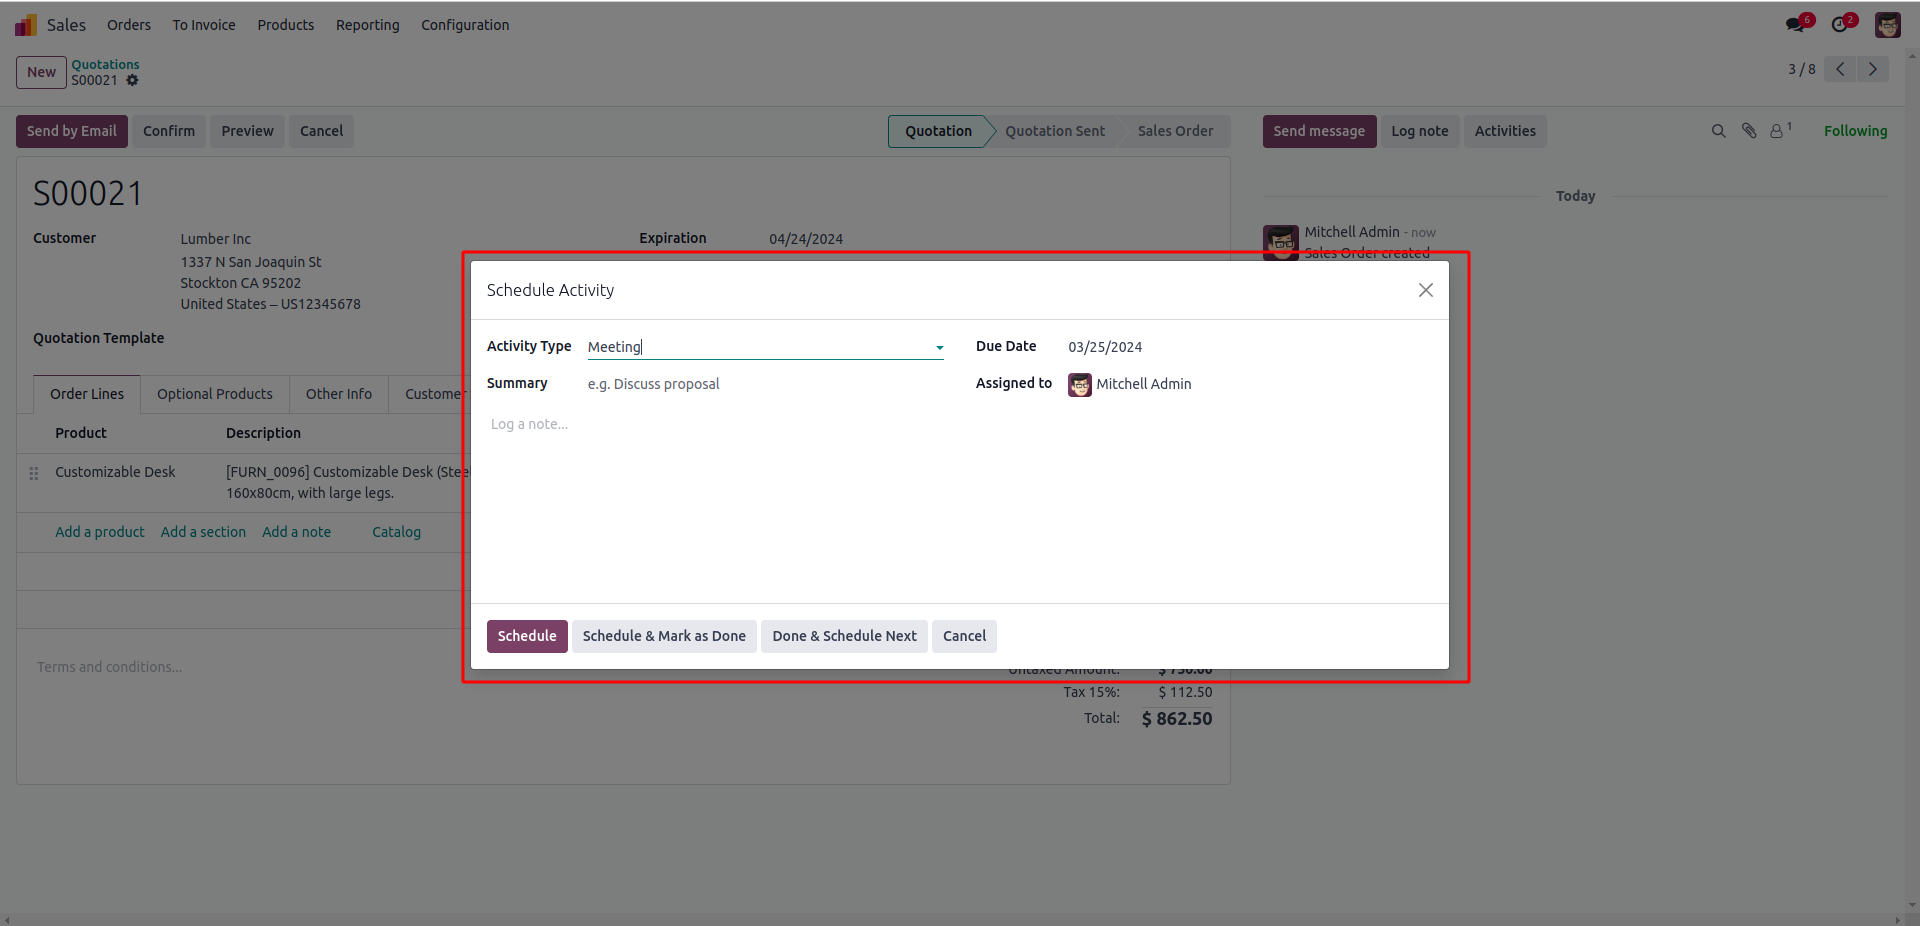 Sales Orders To Invoice Products Reporting Configuration 6 2
New Quotations
S00021 3 / 8
Send by Email Confirm Preview Cancel Quotation Quotation Sent Sales Order Send message Log note Activities 1 Following
S00021
Today
Customer Lumber Inc Expiration 04/24/2024
Mitchell Admin - now
Sales Order created
1337 N San Joaquin St
Stockton CA 95202
United States – US12345678
Quotation Template
Order Lines Optional Products Other Info Customer
Product Description
Customizable Desk [FURN_0096] Customizable Desk (Stee
160x80cm, with large legs.
Add a product Add a section Add a note Catalog
Terms and conditions...
Schedule Activity
Activity Type Meeting Due Date 03/25/2024
Summary e.g. Discuss proposal Assigned to Mitchell Admin
Log a note...
Schedule Schedule & Mark as Done Done & Schedule Next Cancel
Untaxed Amount: $ 750.00
Tax 15%: $ 112.50
Total: $ 862.50